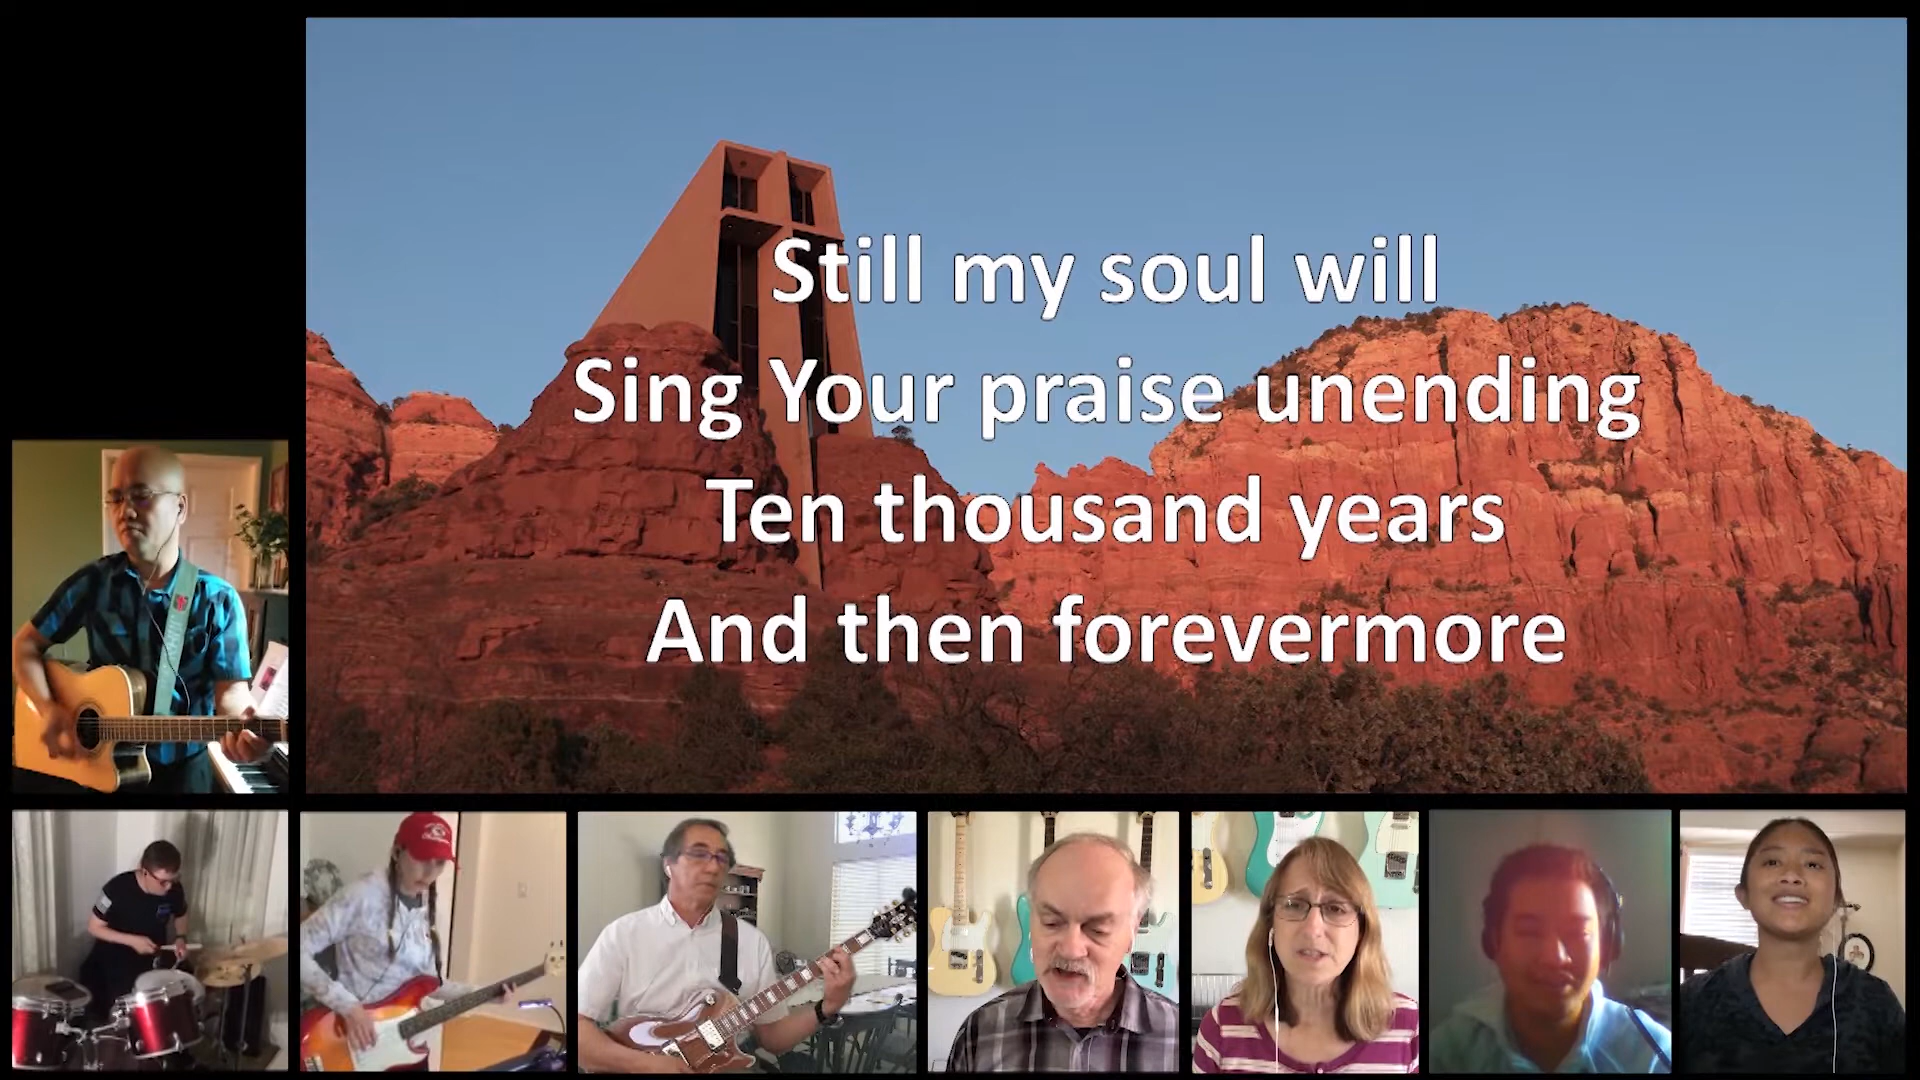 Still my soul will
Sing Your praise unending
Ten thousand years
And then forevermore